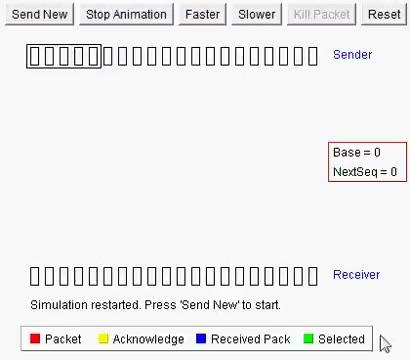 Send New Stop Animation Faster Slower Kill Packet Reset
Sender
Base = 0
NextSeq = 0
Receiver
Simulation restarted. Press 'Send New' to start.
Packet Acknowledge Received Pack Selected